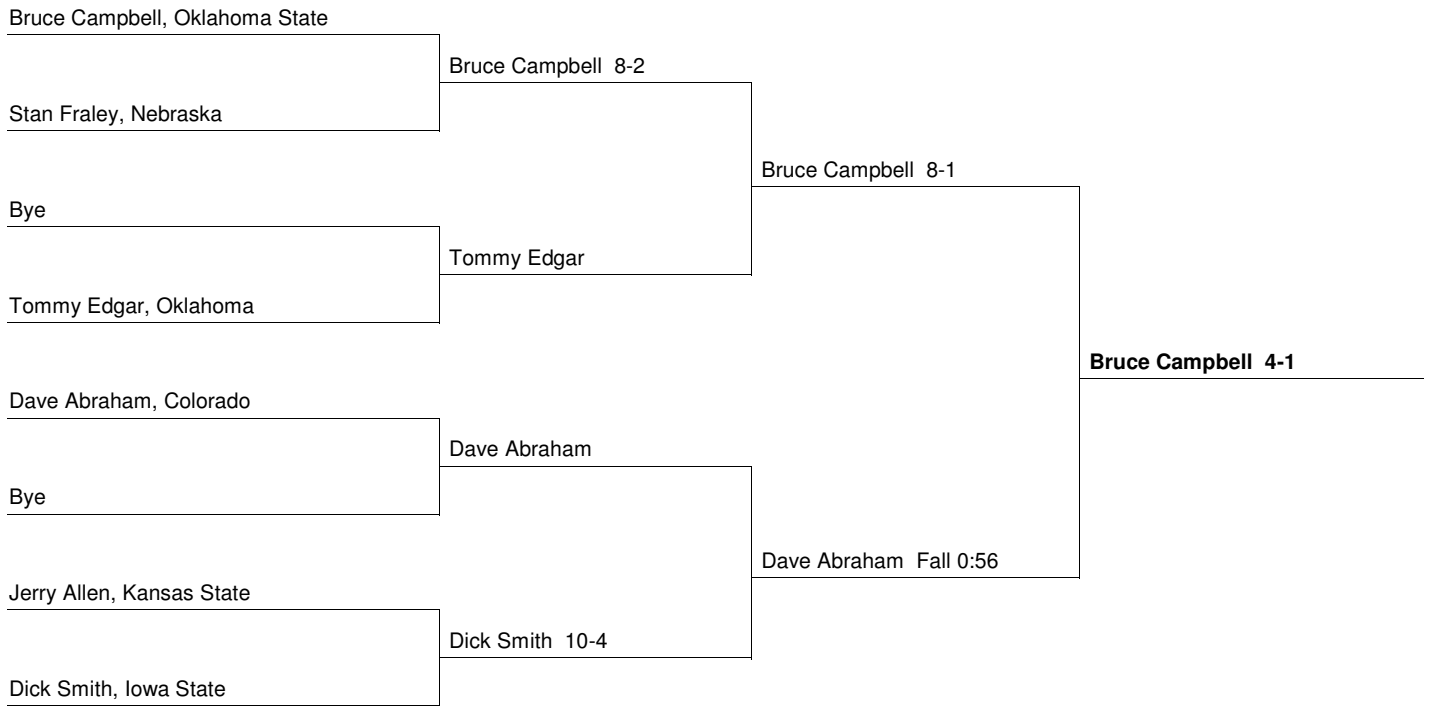 Bruce Campbell, Oklahoma State
Bruce Campbell 8-2
Stan Fraley, Nebraska
Bruce Campbell 8-1
Bye
Tommy Edgar
Tommy Edgar, Oklahoma
Bruce Campbell 4-1
Dave Abraham, Colorado
Dave Abraham
Bye
Dave Abraham Fall 0:56
Jerry Allen, Kansas State
Dick Smith 10-4
Dick Smith, Iowa State